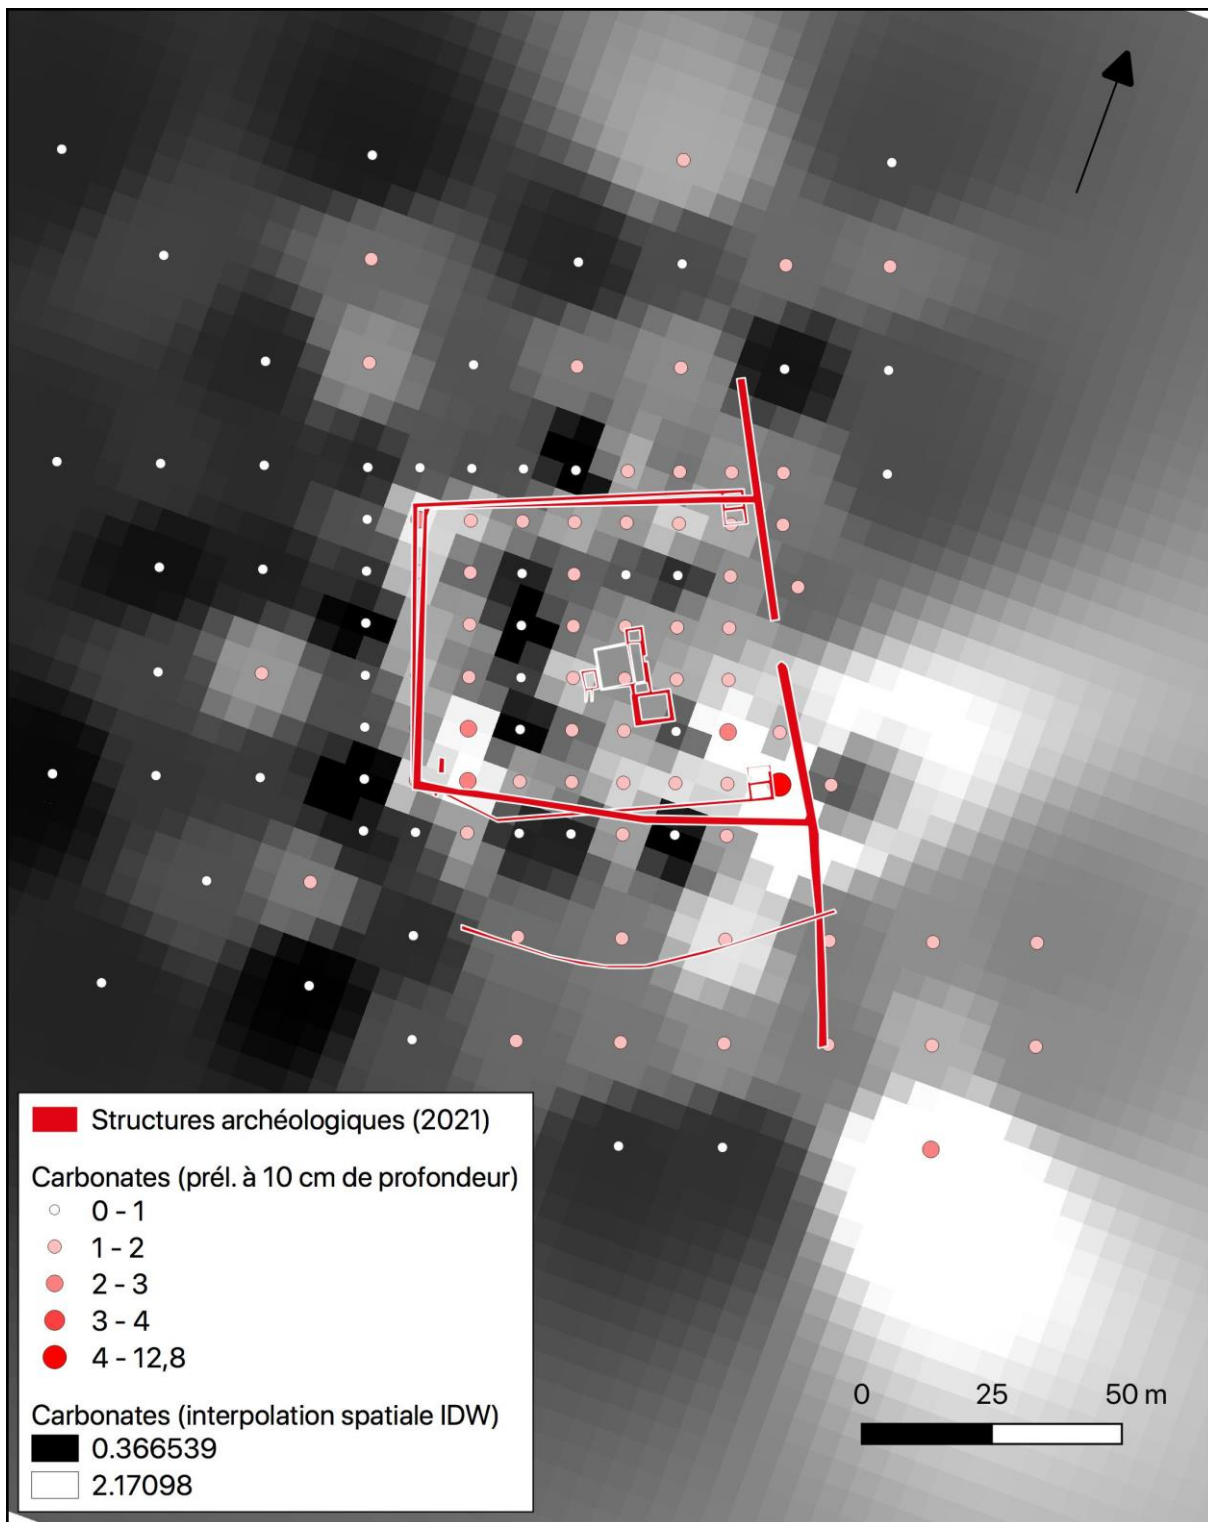 Structures archéologiques (2021)
Carbonates (prél. à 10 cm de profondeur)
0 - 1
1 - 2
2 - 3
3 - 4
4 - 12,8
Carbonates (interpolation spatiale IDW)
0.366539
2.17098
0 25 50 m